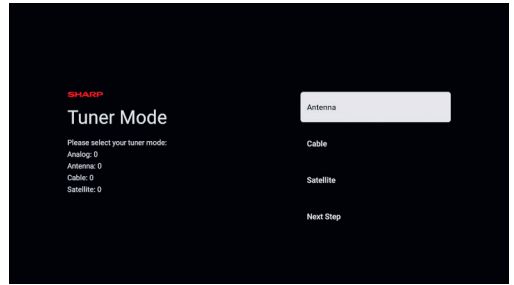 SHARP
Tuner Mode
Please select your tuner mode:
Analog: 0
Antenna: 0
Cable: 0
Satellite: 0
Antenna
Cable
Satellite
Next Step